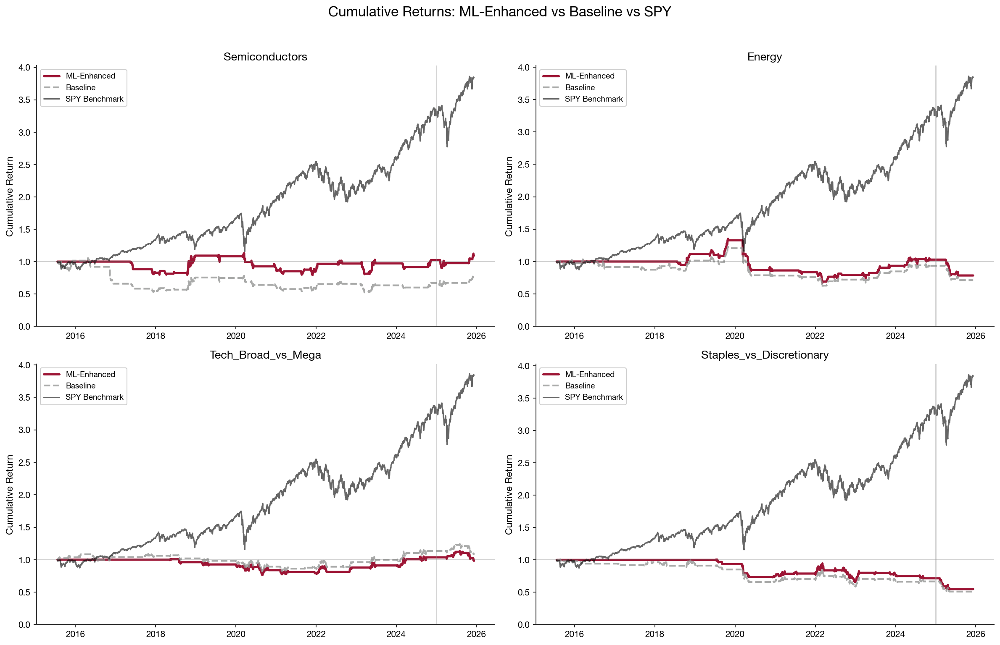 Cumulative Returns: ML-Enhanced vs Baseline vs SPY
Semiconductors
ML-Enhanced
Baseline
SPY Benchmark
Cumulative Return
4.0
3.5
3.0
2.5
2.0
1.5
1.0
0.5
0.0
2016 2018 2020 2022 2024 2026
Energy
ML-Enhanced
Baseline
SPY Benchmark
Cumulative Return
4.0
3.5
3.0
2.5
2.0
1.5
1.0
0.5
0.0
2016 2018 2020 2022 2024 2026
Tech_Broad_vs_Mega
ML-Enhanced
Baseline
SPY Benchmark
Cumulative Return
4.0
3.5
3.0
2.5
2.0
1.5
1.0
0.5
0.0
2016 2018 2020 2022 2024 2026
Staples_vs_Discretionary
ML-Enhanced
Baseline
SPY Benchmark
Cumulative Return
4.0
3.5
3.0
2.5
2.0
1.5
1.0
0.5
0.0
2016 2018 2020 2022 2024 2026